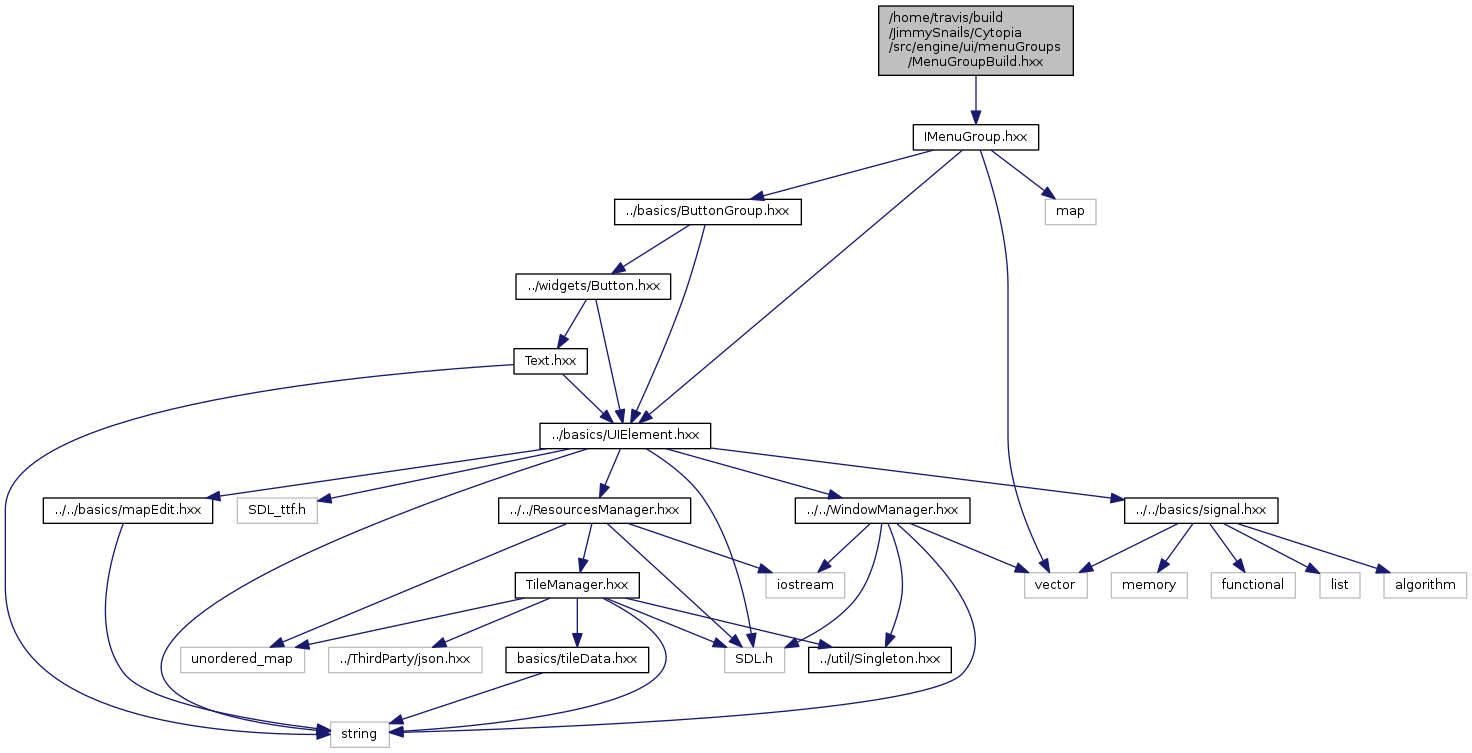 /home/travis/build
/JimmySnails/Cytopia
/src/engine/ui/menuGroups
/MenuGroupBuild.hxx
IMenuGroup.hxx
../basics/ButtonGroup.hxx
map
../widgets/Button.hxx
Text.hxx
../basics/UIElement.hxx
../../basics/mapEdit.hxx
SDL_ttf.h
../../ResourcesManager.hxx
../../WindowManager.hxx
../../basics/signal.hxx
TileManager.hxx
iostream
vector
memory
functional
list
algorithm
unordered_map
../ThirdParty/json.hxx
basics/tileData.hxx
SDL.h
../util/Singleton.hxx
string